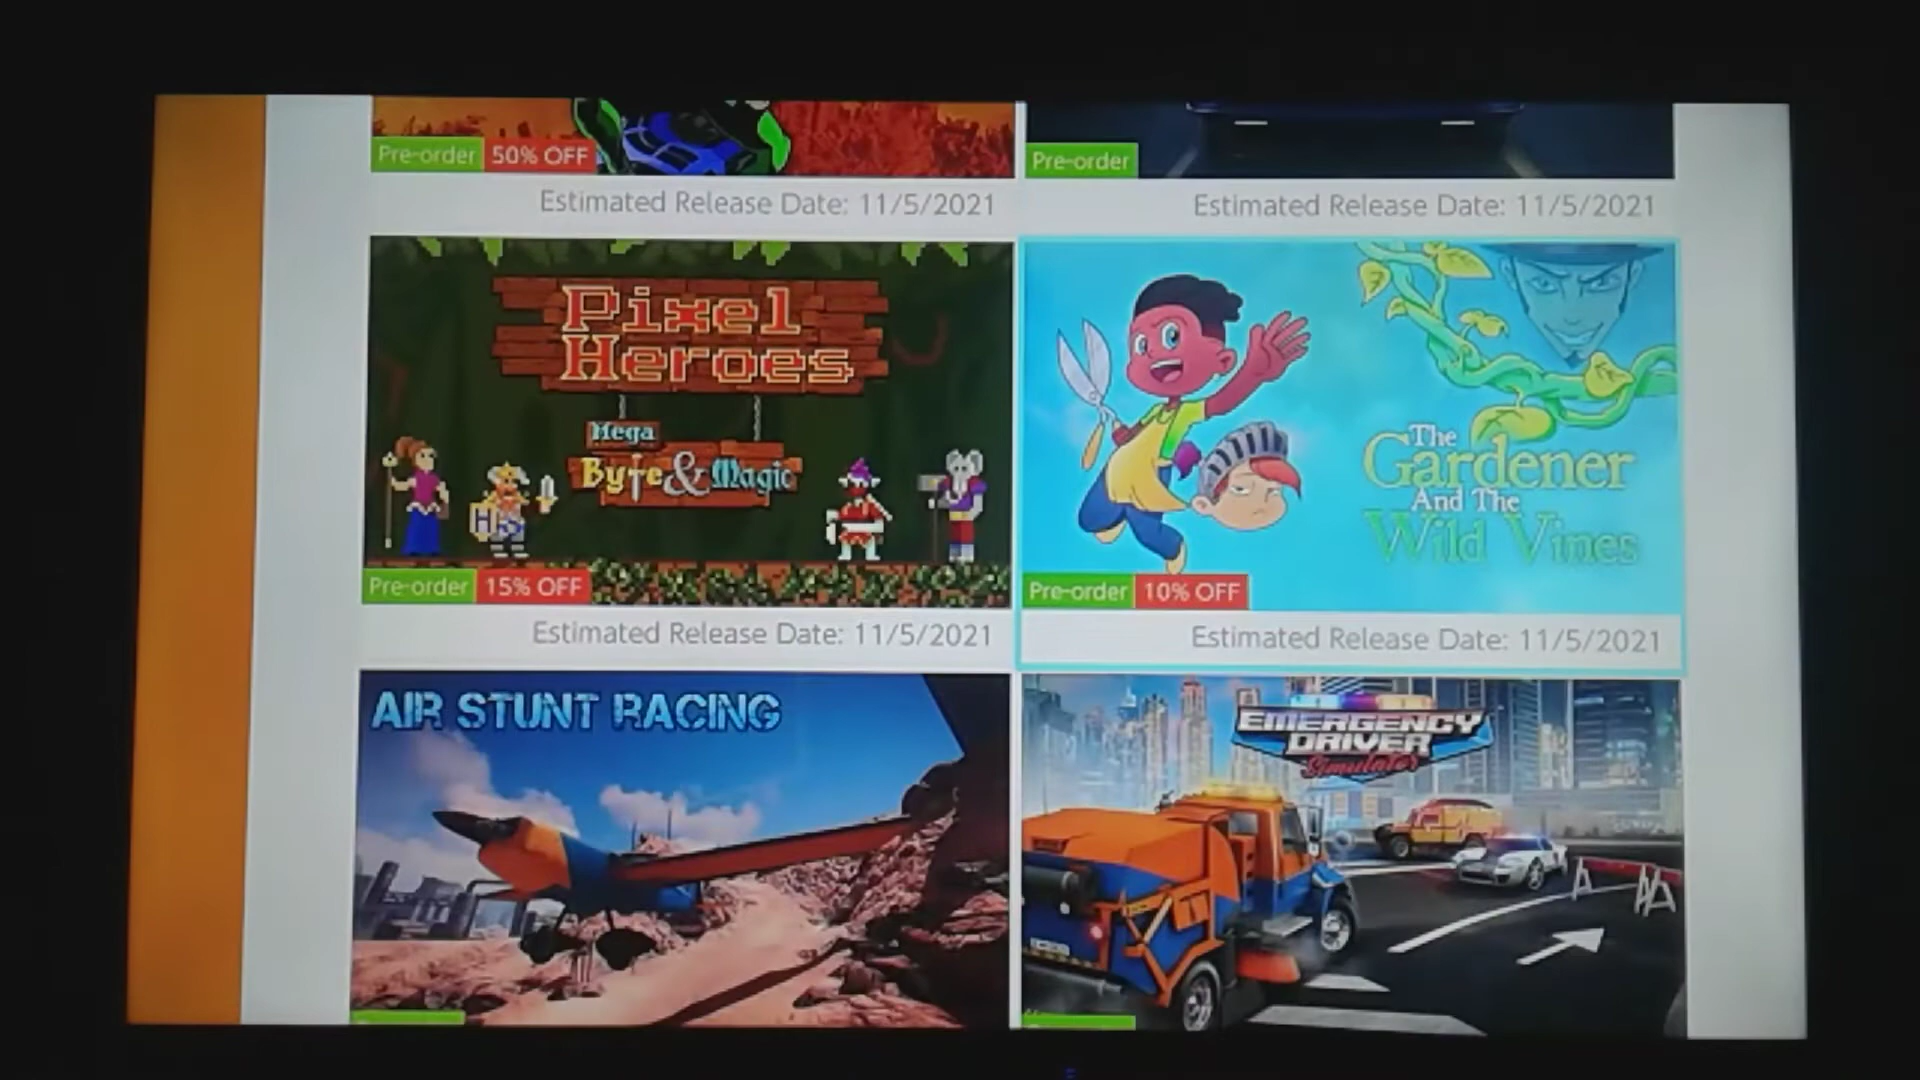 Pre-order 50% OFF
Estimated Release Date: 11/5/2021
Pre-order
Estimated Release Date: 11/5/2021
Pixel
Heroes
Mega
Byte & Magic
Pre-order 15% OFF
Estimated Release Date: 11/5/2021
The
Gardener
And The
Wild Vines
Pre-order 10% OFF
Estimated Release Date: 11/5/2021
AIR STUNT RACING
EMERGENCY
DRIVER
Simulator